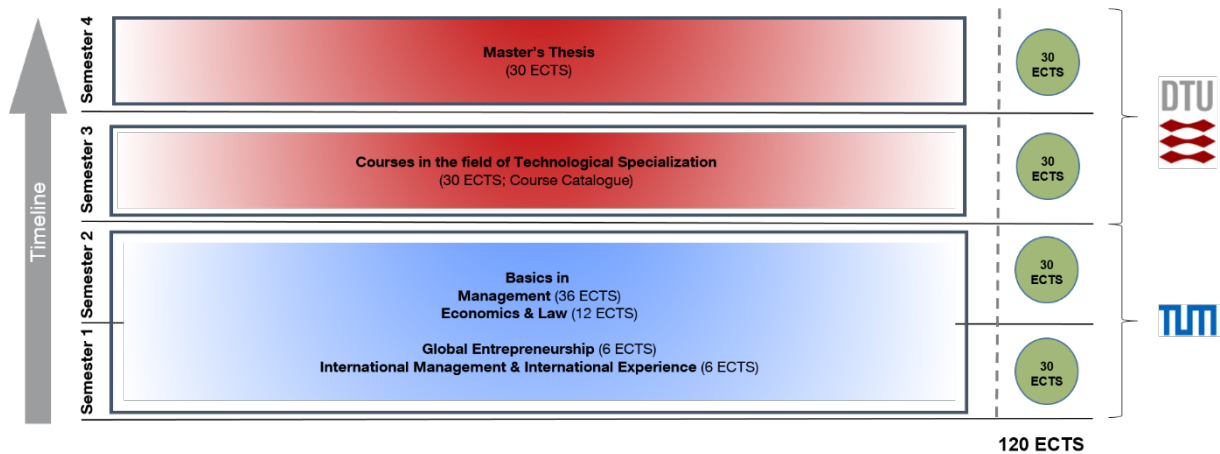 Timeline
Semester 4
Master's Thesis
(30 ECTS)
30
ECTS
Semester 3
Courses in the field of Technological Specialization
(30 ECTS; Course Catalogue)
30
ECTS
DTU
Semester 2
Basics in
Management (36 ECTS)
Economics & Law (12 ECTS)
30
ECTS
Semester 1
Global Entrepreneurship (6 ECTS)
International Management & International Experience (6 ECTS)
30
ECTS
TUM
120 ECTS